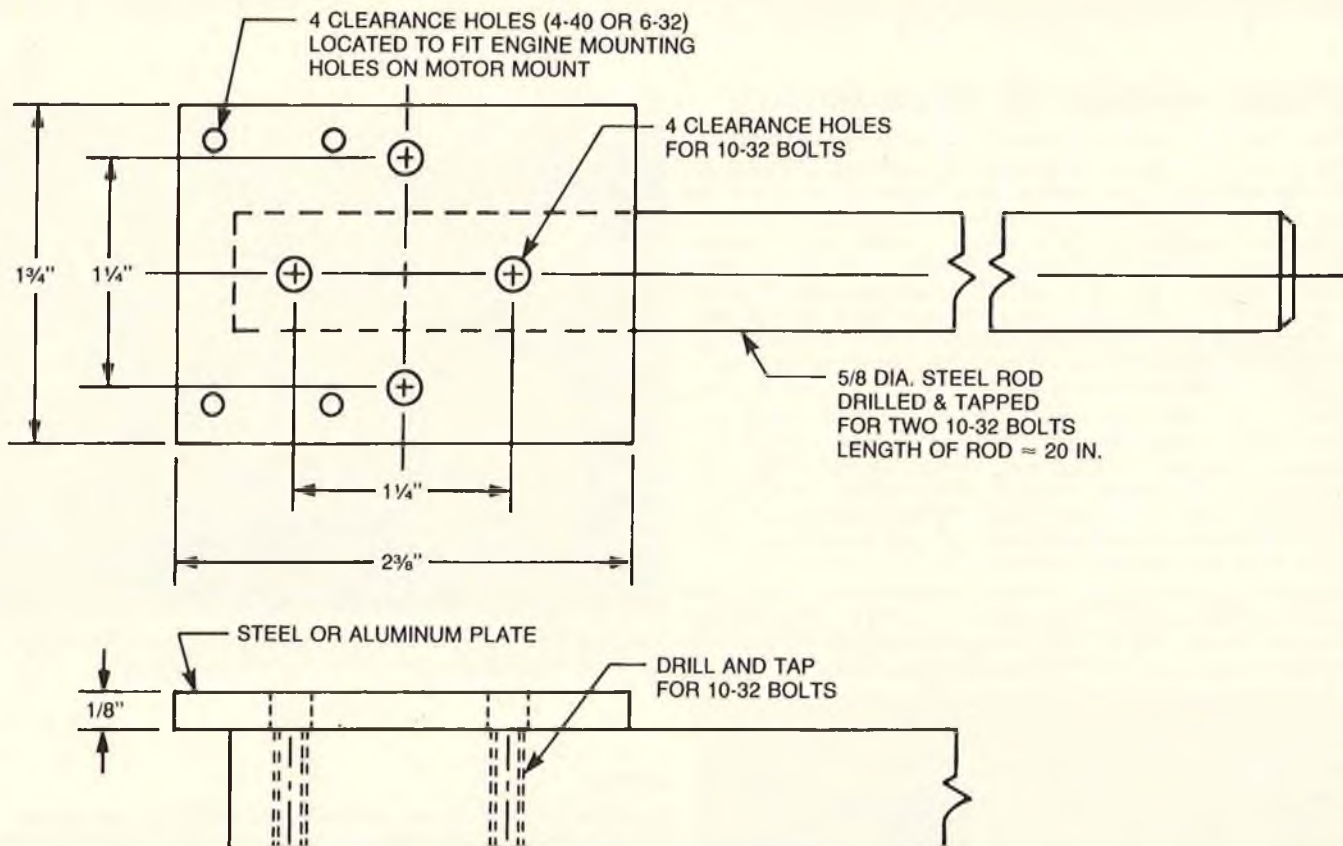 4 CLEARANCE HOLES (4-40 OR 6-32)
LOCATED TO FIT ENGINE MOUNTING
HOLES ON MOTOR MOUNT
4 CLEARANCE HOLES
FOR 10-32 BOLTS
1¾"
1¼"
5/8 DIA. STEEL ROD
DRILLED & TAPPED
FOR TWO 10-32 BOLTS
LENGTH OF ROD ≈ 20 IN.
1¼"
2⅜"
STEEL OR ALUMINUM PLATE
DRILL AND TAP
FOR 10-32 BOLTS
1/8"